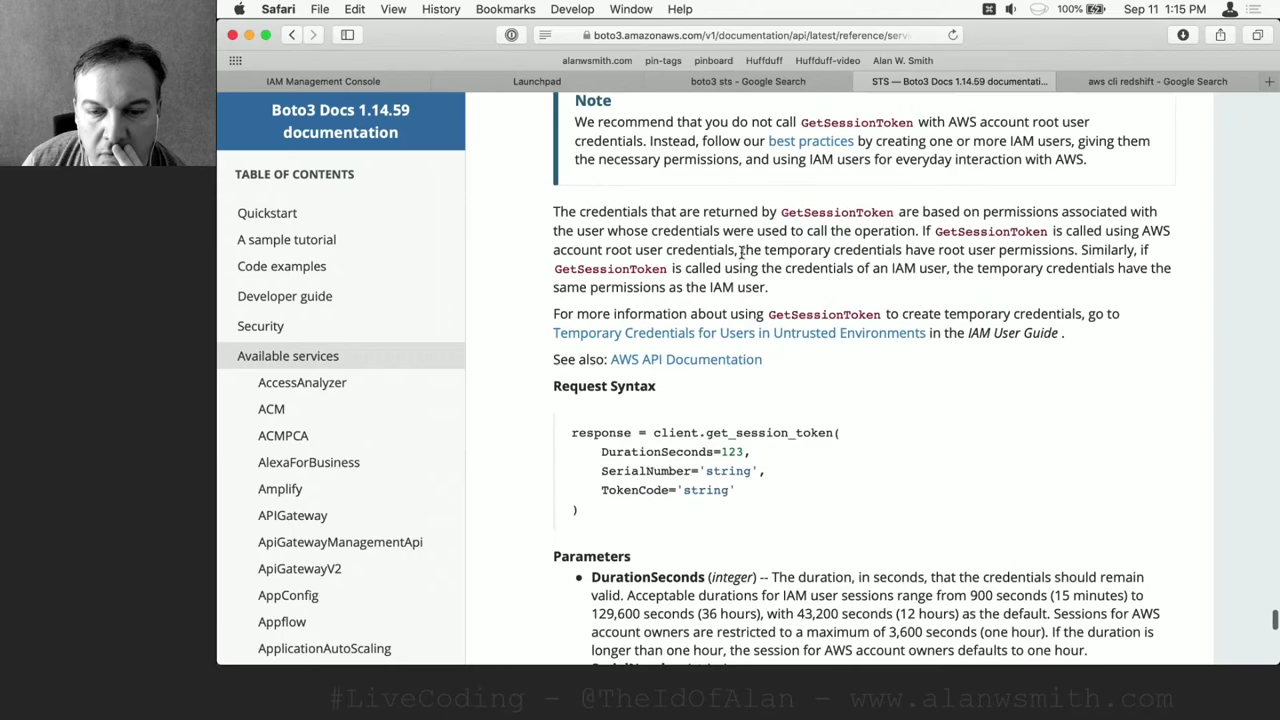 Safari File Edit View History Bookmarks Develop Window Help 100% Sep 11 1:15 PM
boto3.amazonaws.com/v1/documentation/api/latest/reference/servi
alanwsmith.com pin-tags pinboard Huffduff Huffduff-video Alan W. Smith
IAM Management Console Launchpad boto3 sts - Google Search STS — Boto3 Docs 1.14.59 documentati... aws cli redshift - Google Search
Boto3 Docs 1.14.59
documentation
TABLE OF CONTENTS
Quickstart
A sample tutorial
Code examples
Developer guide
Security
Available services
AccessAnalyzer
ACM
ACMPCA
AlexaForBusiness
Amplify
APIGateway
ApiGatewayManagementApi
ApiGatewayV2
AppConfig
Appflow
ApplicationAutoScaling
Note
We recommend that you do not call GetSessionToken with AWS account root user
credentials. Instead, follow our best practices by creating one or more IAM users, giving them
the necessary permissions, and using IAM users for everyday interaction with AWS.
The credentials that are returned by GetSessionToken are based on permissions associated with
the user whose credentials were used to call the operation. If GetSessionToken is called using AWS
account root user credentials, the temporary credentials have root user permissions. Similarly, if
GetSessionToken is called using the credentials of an IAM user, the temporary credentials have the
same permissions as the IAM user.
For more information about using GetSessionToken to create temporary credentials, go to
Temporary Credentials for Users in Untrusted Environments in the IAM User Guide .
See also: AWS API Documentation
Request Syntax
response = client.get_session_token(
DurationSeconds=123,
SerialNumber='string',
TokenCode='string'
)
Parameters
• DurationSeconds (integer) -- The duration, in seconds, that the credentials should remain
valid. Acceptable durations for IAM user sessions range from 900 seconds (15 minutes) to
129,600 seconds (36 hours), with 43,200 seconds (12 hours) as the default. Sessions for AWS
account owners are restricted to a maximum of 3,600 seconds (one hour). If the duration is
longer than one hour, the session for AWS account owners defaults to one hour.
#LiveCoding - @TheIdOfAlan - www.alanwsmith.com